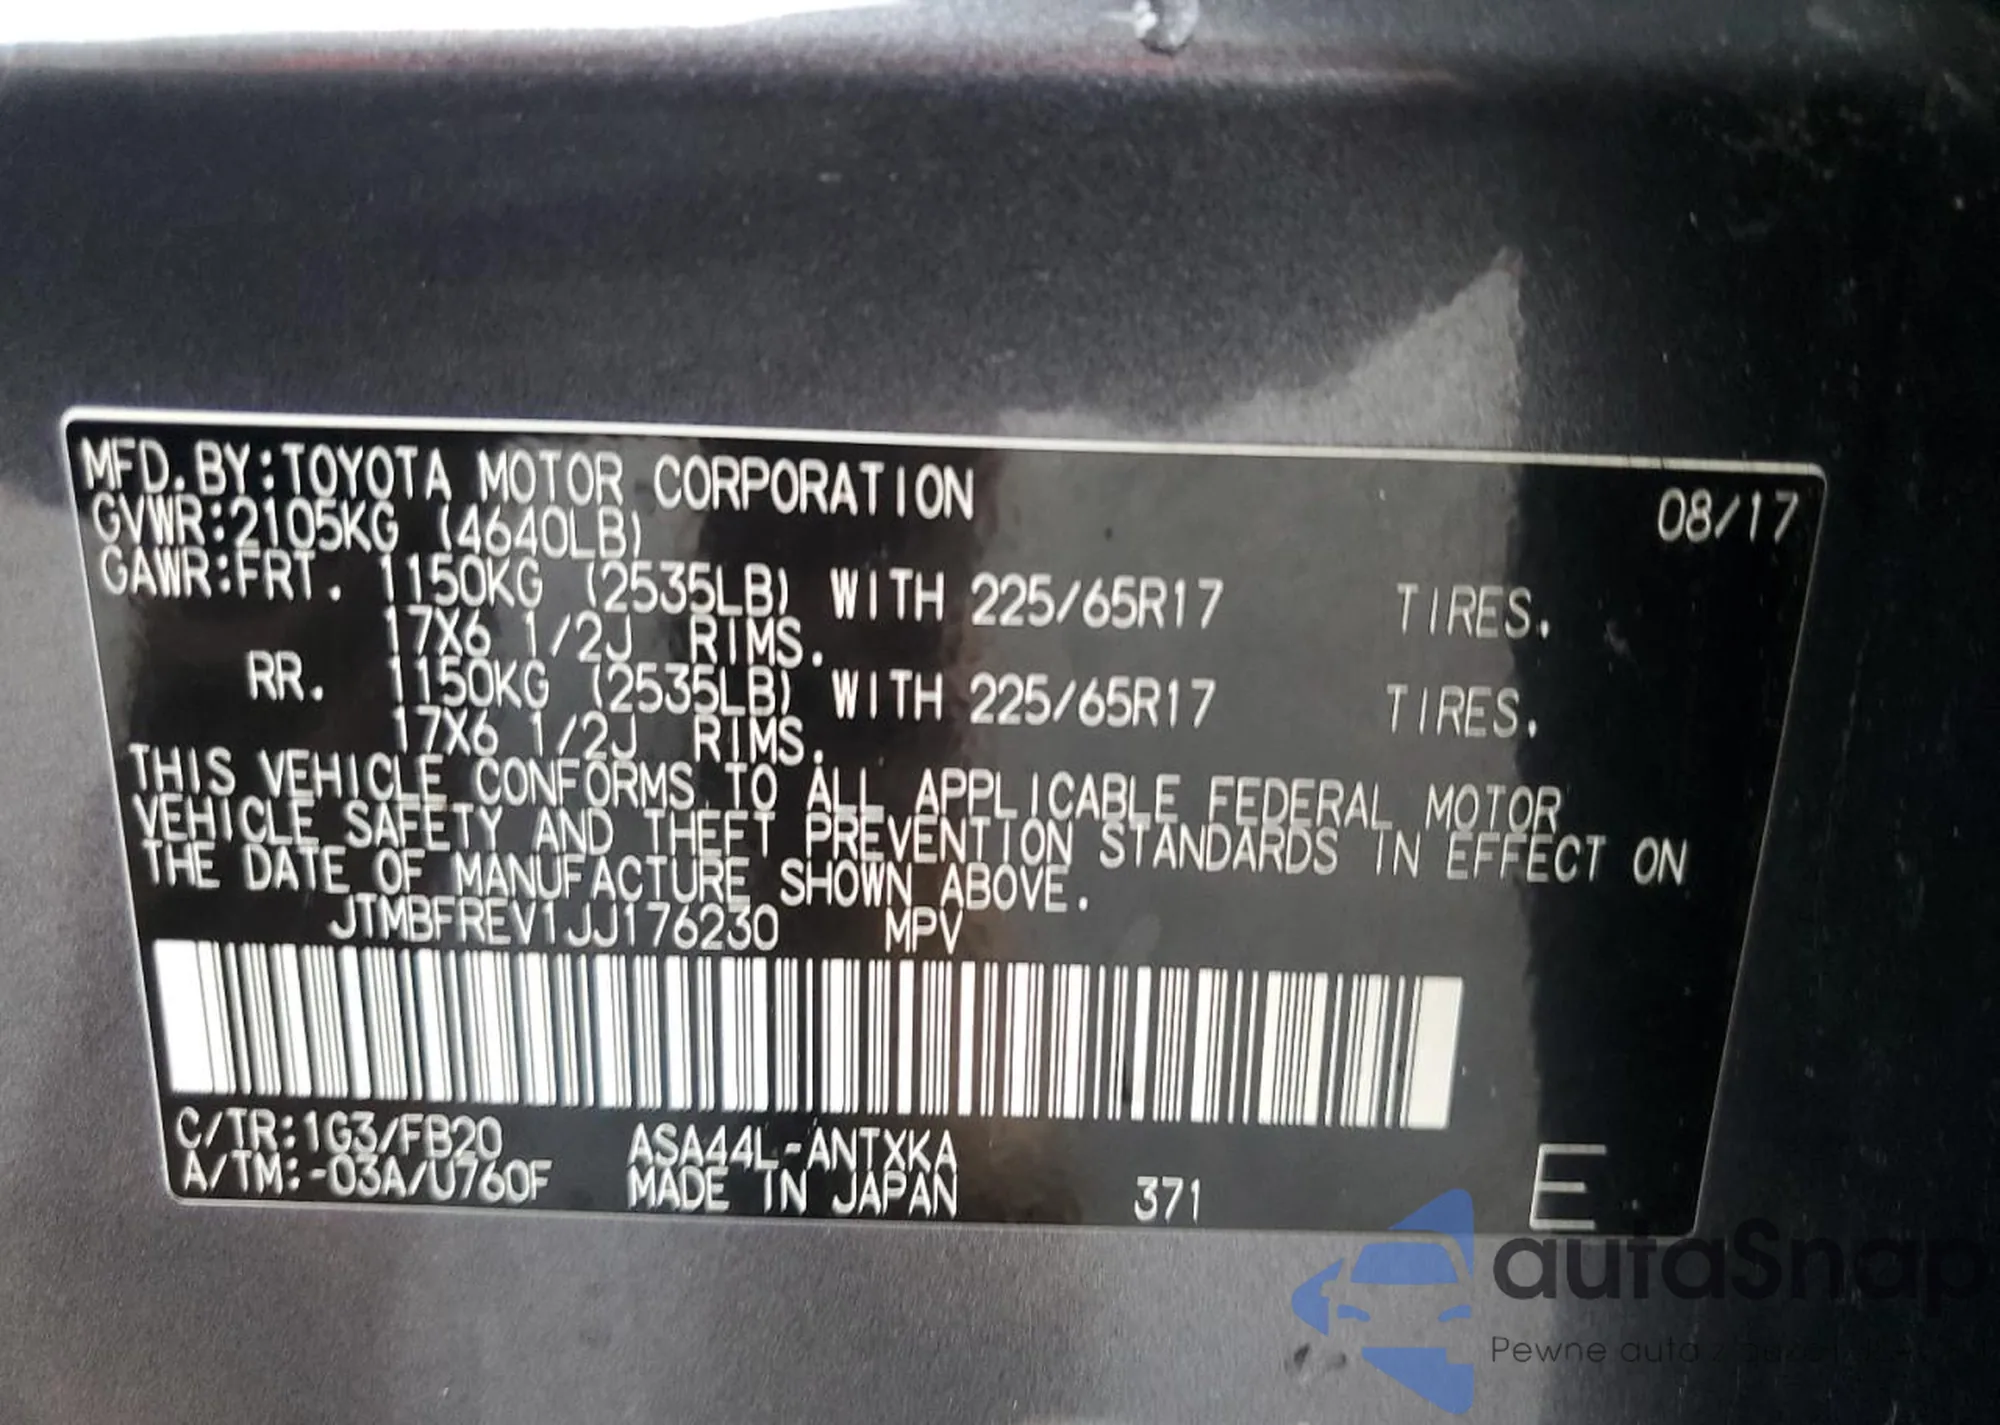 MFD.BY:TOYOTA MOTOR CORPORATION 08/17
GVWR:2105KG (4640LB)
GAWR:FRT. 1150KG (2535LB) WITH 225/65R17 TIRES.
17X6 1/2J RIMS.
RR. 1150KG (2535LB) WITH 225/65R17 TIRES.
17X6 1/2J RIMS.
THIS VEHICLE CONFORMS TO ALL APPLICABLE FEDERAL MOTOR
VEHICLE SAFETY AND THEFT PREVENTION STANDARDS IN EFFECT ON
THE DATE OF MANUFACTURE SHOWN ABOVE.
JTMBFREV1JJ176230 MPV
C/TR:1G3/FB20 ASA44L-ANTXKA
A/TM:-03A/U760F MADE IN JAPAN 371 E
autaSnap
Pewne auta z